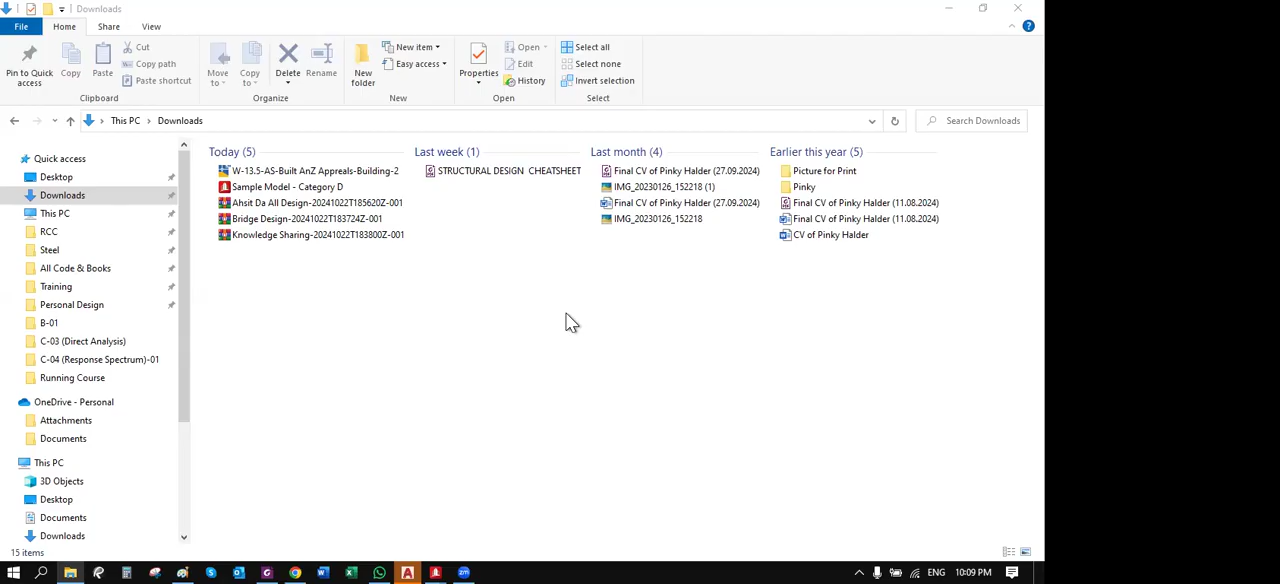 Downloads
File Home Share View
Pin to Quick access
Copy
Paste
Cut
Copy path
Paste shortcut
Clipboard
Move to
Copy to
Delete
Rename
Organize
New folder
New item
Easy access
New
Properties
Open
Edit
History
Open
Select all
Select none
Invert selection
Select
This PC > Downloads
Search Downloads
Quick access
Desktop
Downloads
This PC
RCC
Steel
All Code & Books
Training
Personal Design
B-01
C-03 (Direct Analysis)
C-04 (Response Spectrum)-01
Running Course
OneDrive - Personal
Attachments
Documents
This PC
3D Objects
Desktop
Documents
Downloads
Today (5)
W-13.5-AS-Built AnZ Appreals-Building-2
Sample Model - Category D
Ahsit Da All Design-20241022T185620Z-001
Bridge Design-20241022T183724Z-001
Knowledge Sharing-20241022T183800Z-001
Last week (1)
STRUCTURAL DESIGN CHEATSHEET
Last month (4)
Final CV of Pinky Halder (27.09.2024)
IMG_20230126_152218 (1)
Final CV of Pinky Halder (27.09.2024)
IMG_20230126_152218
Earlier this year (5)
Picture for Print
Pinky
Final CV of Pinky Halder (11.08.2024)
Final CV of Pinky Halder (11.08.2024)
CV of Pinky Halder
15 items
ENG 10:09 PM